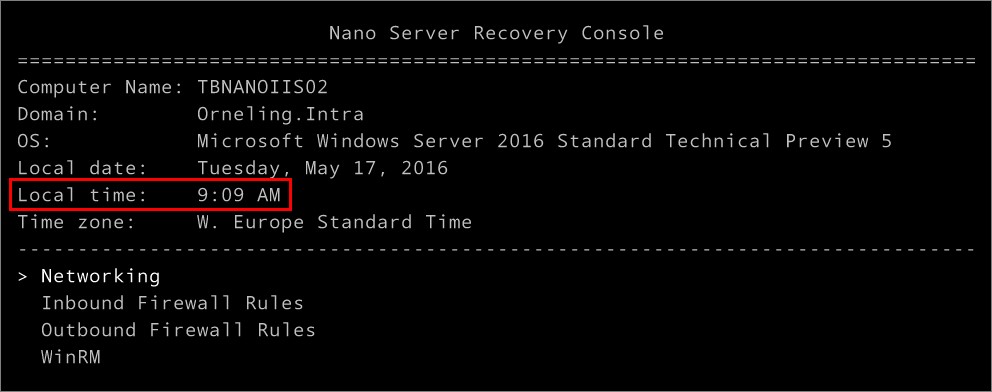 Nano Server Recovery Console
================================================================================
Computer Name: TBNANOIIS02
Domain: Orneling.Intra
OS: Microsoft Windows Server 2016 Standard Technical Preview 5
Local date: Tuesday, May 17, 2016
Local time: 9:09 AM
Time zone: W. Europe Standard Time
--------------------------------------------------------------------------------
> Networking
Inbound Firewall Rules
Outbound Firewall Rules
WinRM